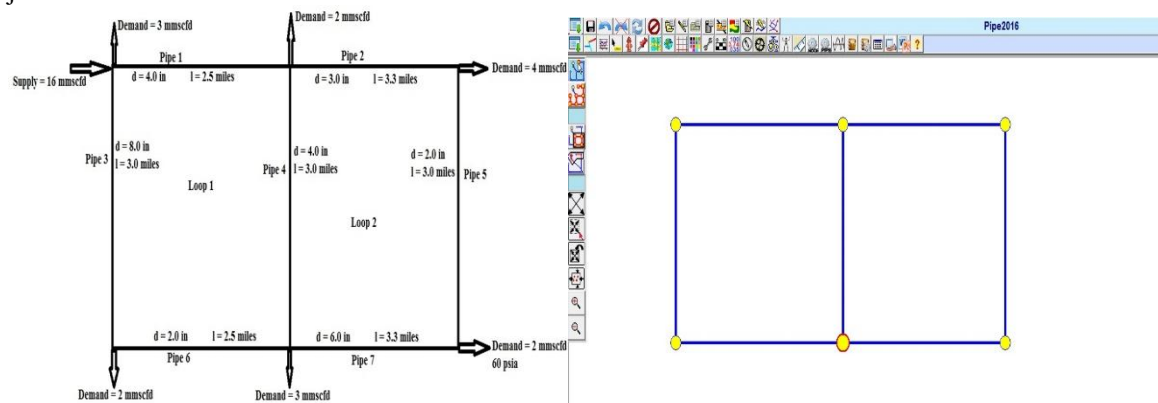 Demand = 3 mmscfd
Demand = 2 mmscfd
Pipe 1
Pipe 2
Supply = 16 mmscfd
d = 4.0 in l = 2.5 miles
d = 3.0 in l = 3.3 miles
Demand = 4 mmscfd
Pipe 3
d = 8.0 in
l = 3.0 miles
Pipe 4
d = 4.0 in
l = 3.0 miles
d = 2.0 in
l = 3.0 miles
Pipe 5
Loop 1
Loop 2
d = 2.0 in l = 2.5 miles
d = 6.0 in l = 3.3 miles
Pipe 6
Pipe 7
Demand = 2 mmscfd
60 psia
Demand = 2 mmscfd
Demand = 3 mmscfd
Pipe2016